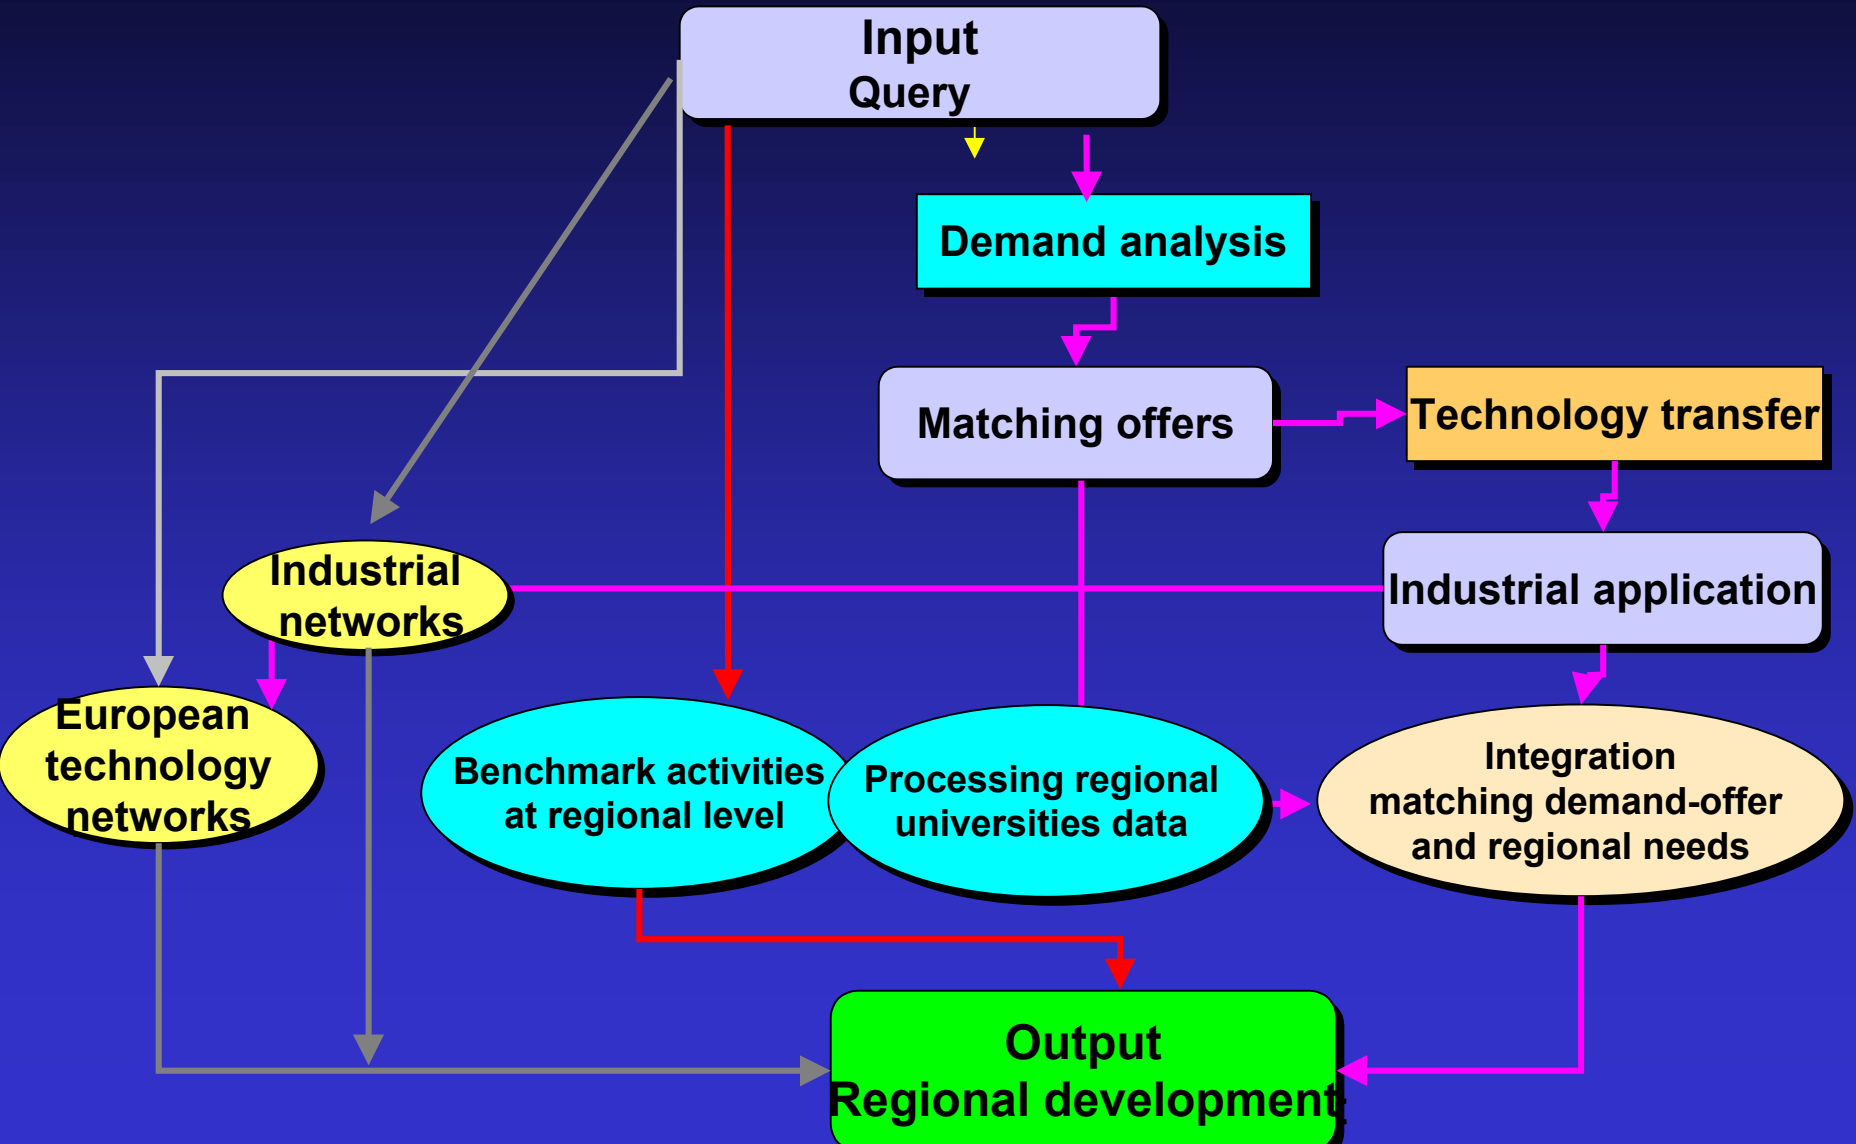 Input
Query
Demand analysis
Matching offers
Technology transfer
Industrial
networks
Industrial application
European
technology
networks
Benchmark activities
at regional level
Processing regional
universities data
Integration
matching demand-offer
and regional needs
Output
Regional development